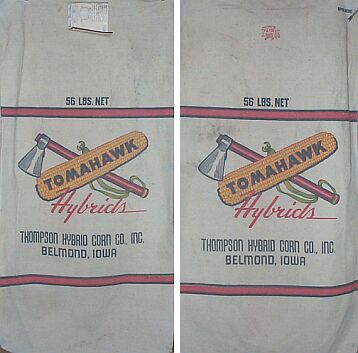 56 LBS. NET
TOMAHAWK
Hybrids
THOMPSON HYBRID CORN CO., INC.
BELMOND, IOWA
56 LBS. NET
TOMAHAWK
Hybrids
THOMPSON HYBRID CORN CO., INC.
BELMOND, IOWA